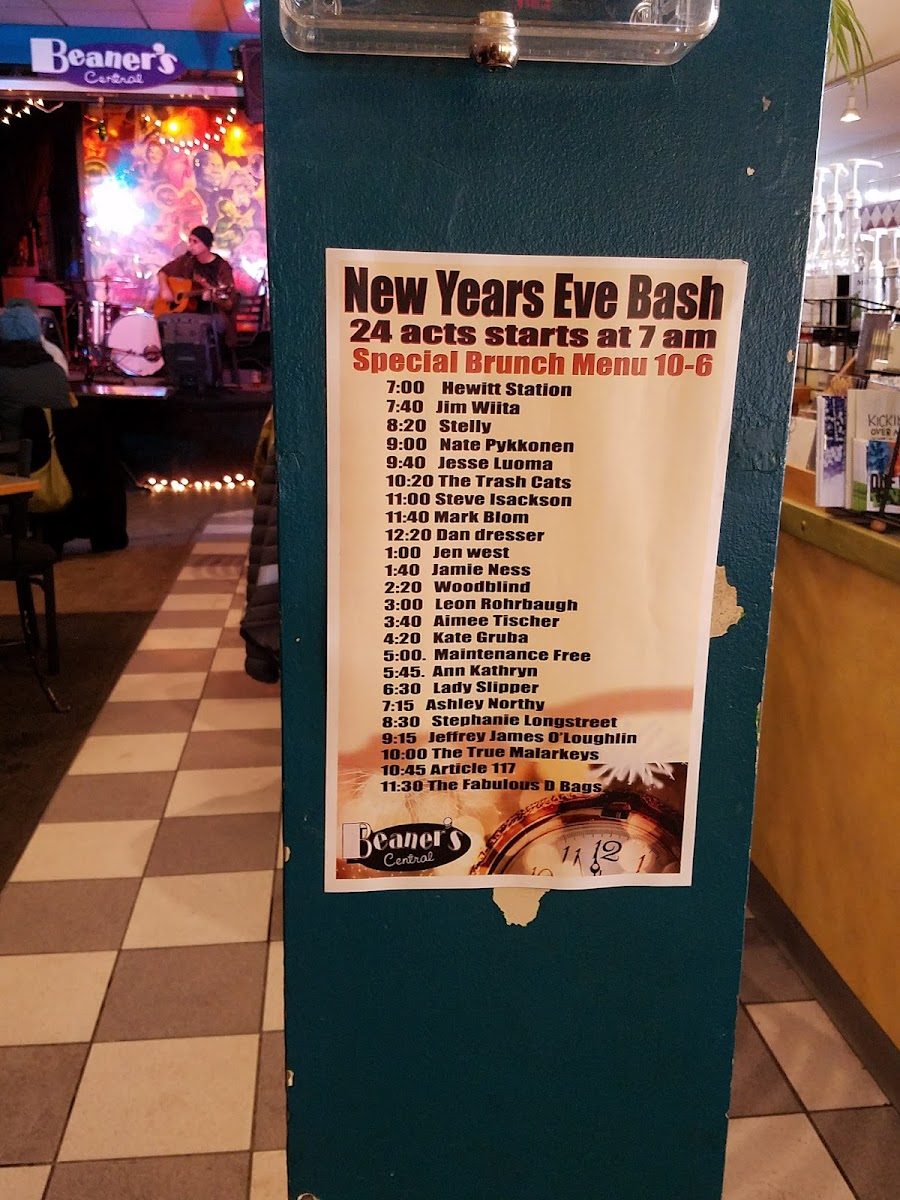 Beaner's
Central
New Years Eve Bash
24 acts starts at 7 am
Special Brunch Menu 10-6
7:00 Hewitt Station
7:40 Jim Wiita
8:20 Stelly
9:00 Nate Pykkonen
9:40 Jesse Luoma
10:20 The Trash Cats
11:00 Steve Isackson
11:40 Mark Blom
12:20 Dan dresser
1:00 Jen west
1:40 Jamie Ness
2:20 Woodblind
3:00 Leon Rohrbaugh
3:40 Aimee Tischer
4:20 Kate Gruba
5:00. Maintenance Free
5:45. Ann Kathryn
6:30 Lady Slipper
7:15 Ashley Northy
8:30 Stephanie Longstreet
9:15 Jeffrey James O'Loughlin
10:00 The True Malarkeys
10:45 Article 117
11:30 The Fabulous D Bags
Beaner's
Central
10 11 12 1
KICKIN
OVER